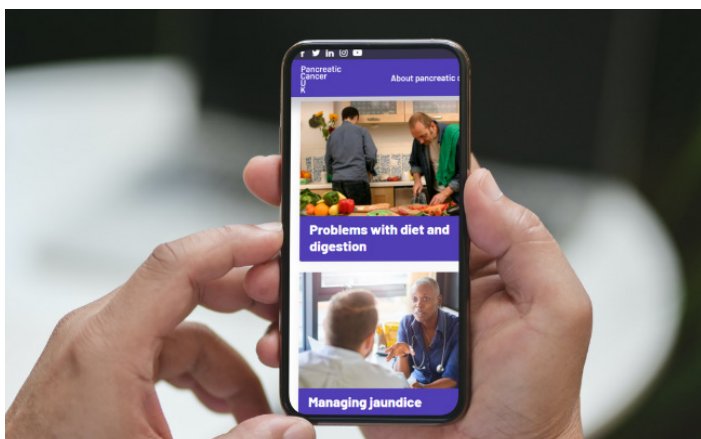 Pancreatic
Cancer
U
K
About pancreatic c
Problems with diet and
digestion
Managing jaundice